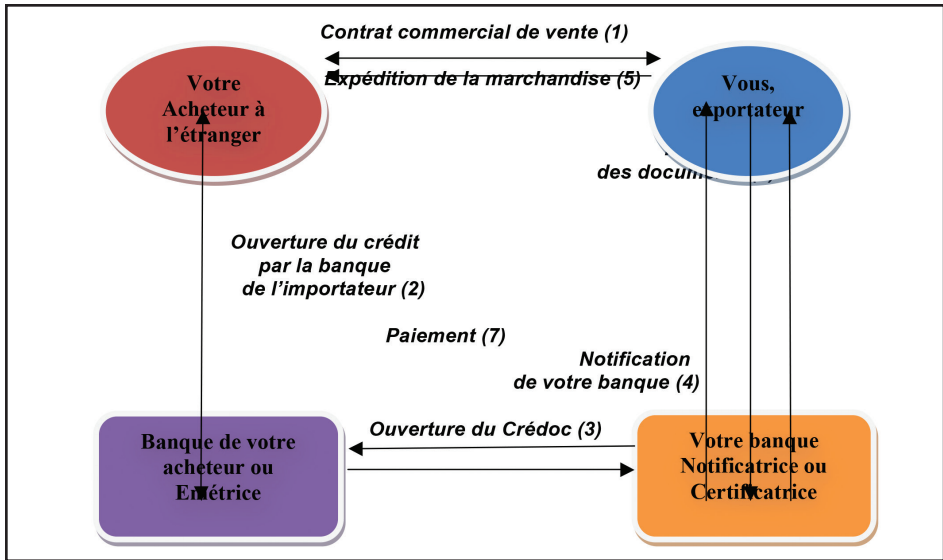 Contrat commercial de vente (1)
Expédition de la marchandise (5)
Votre
Acheteur à
l’étranger
Vous,
exportateur
des
Ouverture du crédit
par la banque
de l’importateur (2)
Paiement (7)
Notification
de votre banque (4)
Ouverture du Crédoc (3)
Banque de votre
acheteur ou
Emétrice
Votre banque
Notificatrice ou
Certificatrice